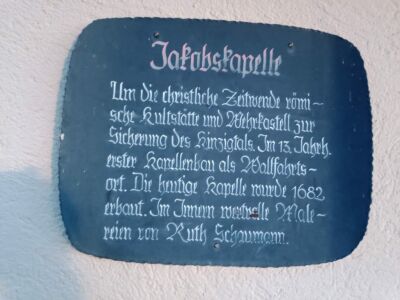 Jakobskapelle
Um die christliche Zeitwende römi-
sche Kultstätte und Wehrkastell zur
Sicherung des Kinzigtals. Im 13. Jahrh.
erster Kapellenbau als Wallfahrts-
ort. Die heutige Kapelle wurde 1682
erbaut. Im Innern wertvolle Male-
reien von Ruth Schaumann.